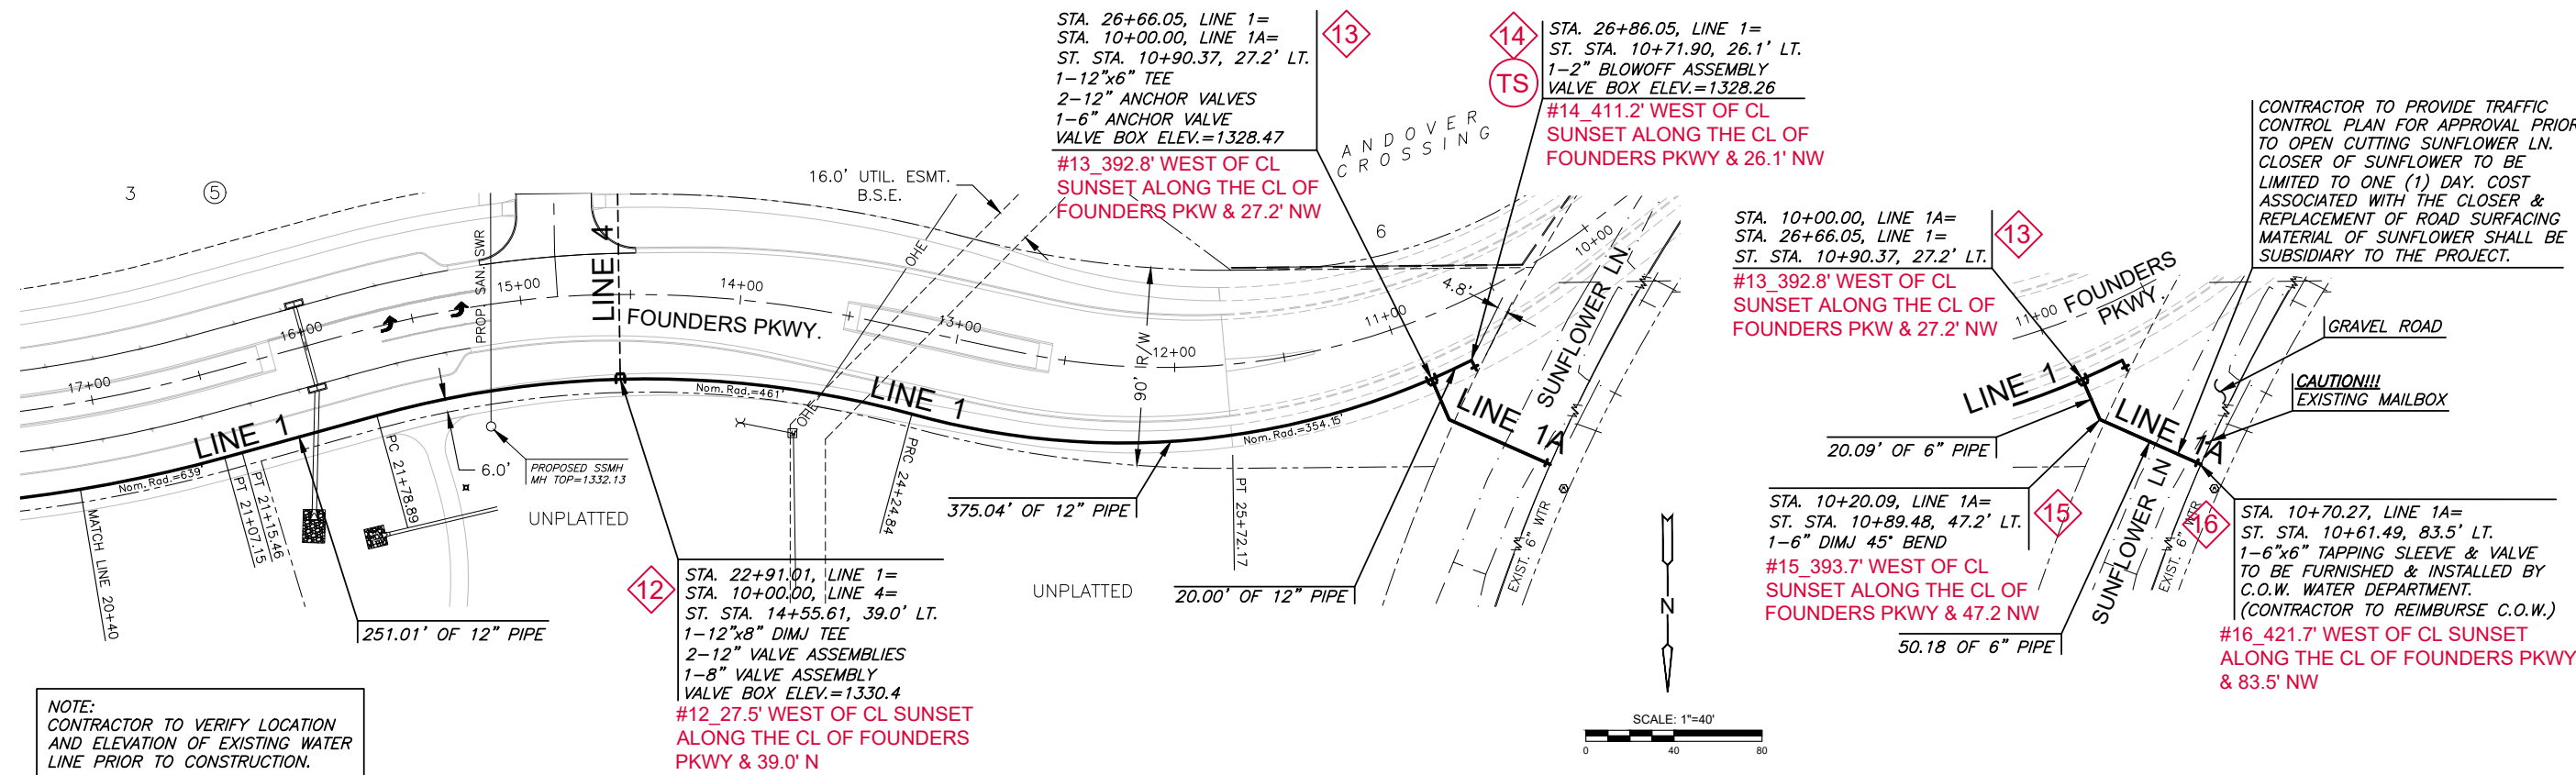 STA. 26+66.05, LINE 1=
STA. 10+00.00, LINE 1A=
ST. STA. 10+90.37, 27.2' LT.
1-12"x6" TEE
2-12" ANCHOR VALVES
1-6" ANCHOR VALVE
VALVE BOX ELEV.=1328.47
13
#13_392.8' WEST OF CL
SUNSET ALONG THE CL OF
FOUNDERS PKW & 27.2' NW
14
TS
STA. 26+86.05, LINE 1=
ST. STA. 10+71.90, 26.1' LT.
1-2" BLOWOFF ASSEMBLY
VALVE BOX ELEV.=1328.26
#14_411.2' WEST OF CL
SUNSET ALONG THE CL OF
FOUNDERS PKWY & 26.1' NW
CONTRACTOR TO PROVIDE TRAFFIC
CONTROL PLAN FOR APPROVAL PRIOR
TO OPEN CUTTING SUNFLOWER LN.
CLOSER OF SUNFLOWER TO BE
LIMITED TO ONE (1) DAY. COST
ASSOCIATED WITH THE CLOSER &
REPLACEMENT OF ROAD SURFACING
MATERIAL OF SUNFLOWER SHALL BE
SUBSIDIARY TO THE PROJECT.
3
5
16.0' UTIL. ESMT.
B.S.E.
ANDOVER
CROSSING
6
OHE
OHE
PROP SAN. SWR
LINE 4
17+00
16+00
15+00
14+00
13+00
12+00
11+00
10+00
FOUNDERS PKWY.
90' R/W
4.8'
SUNFLOWER LN.
LINE 1
LINE 1
LINE 1A
Nom. Rad.=639'
Nom. Rad.=461'
Nom. Rad.=354.15'
MATCH LINE 20+40
PT 21+07.15
PT 21+15.46
PC 21+78.89
6.0'
PROPOSED SSMH
MH TOP=1332.13
UNPLATTED
PRC 24+24.84
PT 25+72.17
375.04' OF 12" PIPE
251.01' OF 12" PIPE
20.00' OF 12" PIPE
UNPLATTED
EXIST. 6" WTR
W
W
W
12
STA. 22+91.01, LINE 1=
STA. 10+00.00, LINE 4=
ST. STA. 14+55.61, 39.0' LT.
1-12"x8" DIMJ TEE
2-12" VALVE ASSEMBLIES
1-8" VALVE ASSEMBLY
VALVE BOX ELEV.=1330.4
#12_27.5' WEST OF CL SUNSET
ALONG THE CL OF FOUNDERS
PKWY & 39.0' N
NOTE:
CONTRACTOR TO VERIFY LOCATION
AND ELEVATION OF EXISTING WATER
LINE PRIOR TO CONSTRUCTION.
N
SCALE: 1"=40'
0 40 80
STA. 10+00.00, LINE 1A=
STA. 26+66.05, LINE 1=
ST. STA. 10+90.37, 27.2' LT.
13
#13_392.8' WEST OF CL
SUNSET ALONG THE CL OF
FOUNDERS PKW & 27.2' NW
11+00
FOUNDERS
PKWY.
LINE 1
LINE 1A
GRAVEL ROAD
CAUTION!!!
EXISTING MAILBOX
20.09' OF 6" PIPE
STA. 10+20.09, LINE 1A=
ST. STA. 10+89.48, 47.2' LT.
1-6" DIMJ 45° BEND
15
#15_393.7' WEST OF CL
SUNSET ALONG THE CL OF
FOUNDERS PKWY & 47.2 NW
50.18 OF 6" PIPE
SUNFLOWER LN
EXIST. 6" WTR
W
W
W
16
STA. 10+70.27, LINE 1A=
ST. STA. 10+61.49, 83.5' LT.
1-6"x6" TAPPING SLEEVE & VALVE
TO BE FURNISHED & INSTALLED BY
C.O.W. WATER DEPARTMENT.
(CONTRACTOR TO REIMBURSE C.O.W.)
#16_421.7' WEST OF CL SUNSET
ALONG THE CL OF FOUNDERS PKWY
& 83.5' NW